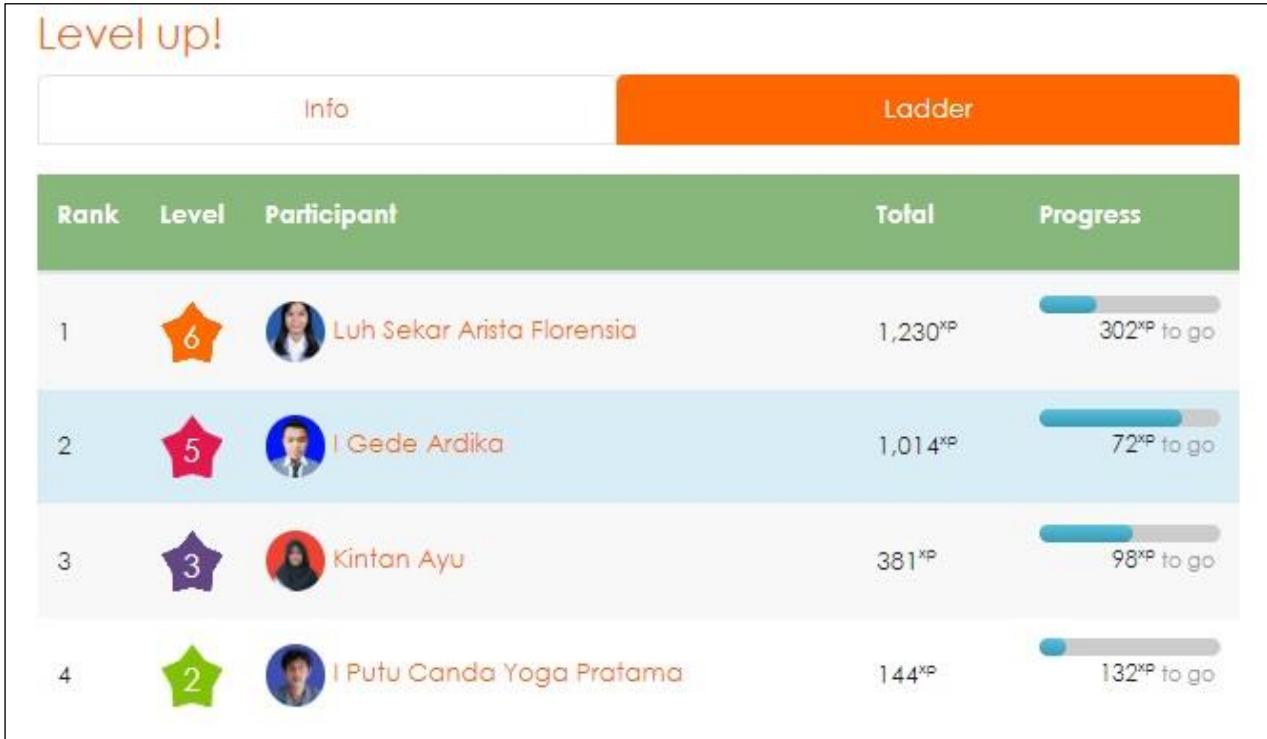 Level up!
Info Ladder
Rank Level Participant Total Progress
1 6 Luh Sekar Arista Florensia 1,230xp 302xp to go
2 5 I Gede Ardika 1,014xp 72xp to go
3 3 Kintan Ayu 381xp 98xp to go
4 2 I Putu Canda Yoga Pratama 144xp 132xp to go